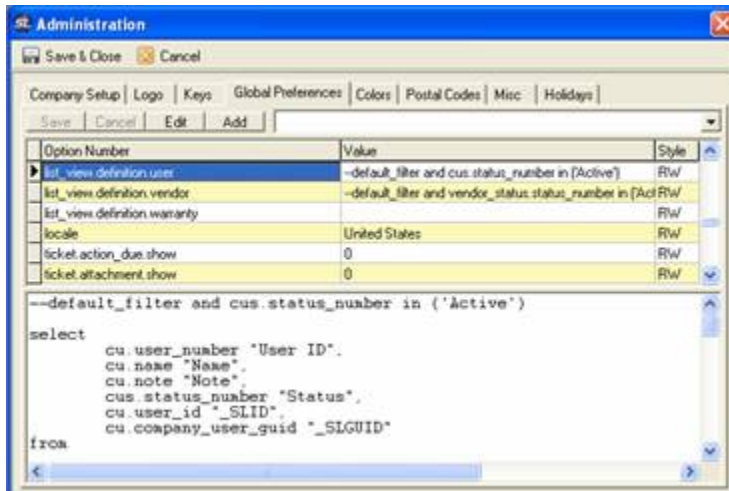 Administration
Save & Close Cancel
Company Setup Logo Keys Global Preferences Colors Postal Codes Misc Holidays
Save Cancel Edit Add
Option Number Value Style
list_view.definition.user --default_filter and cus.status_number in ('Active') RW
list_view.definition.vendor --default_filter and vendor_status.status_number in ('Act RW
list_view.definition.warranty RW
locale United States RW
ticket.action_due.show 0 RW
ticket.attachment.show 0 RW
--default_filter and cus.status_number in ('Active')
select
cu.user_number "User ID",
cu.name "Name",
cu.note "Note",
cus.status_number "Status",
cu.user_id "_SLID",
cu.company_user_guid "_SLGUID"
from